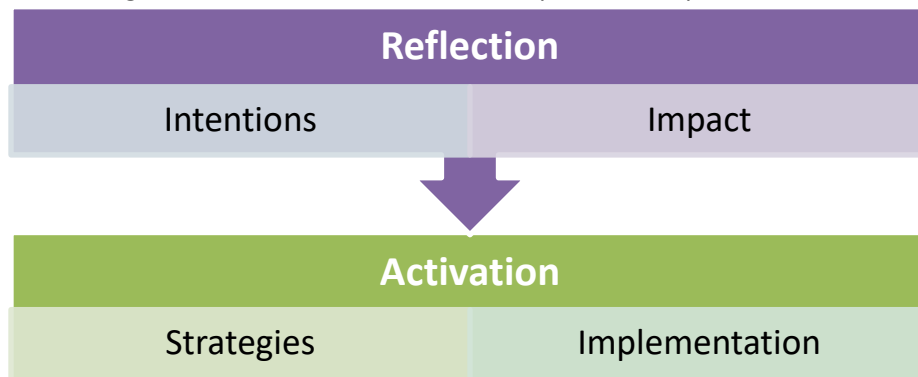 Reflection
Intentions Impact
Activation
Strategies Implementation